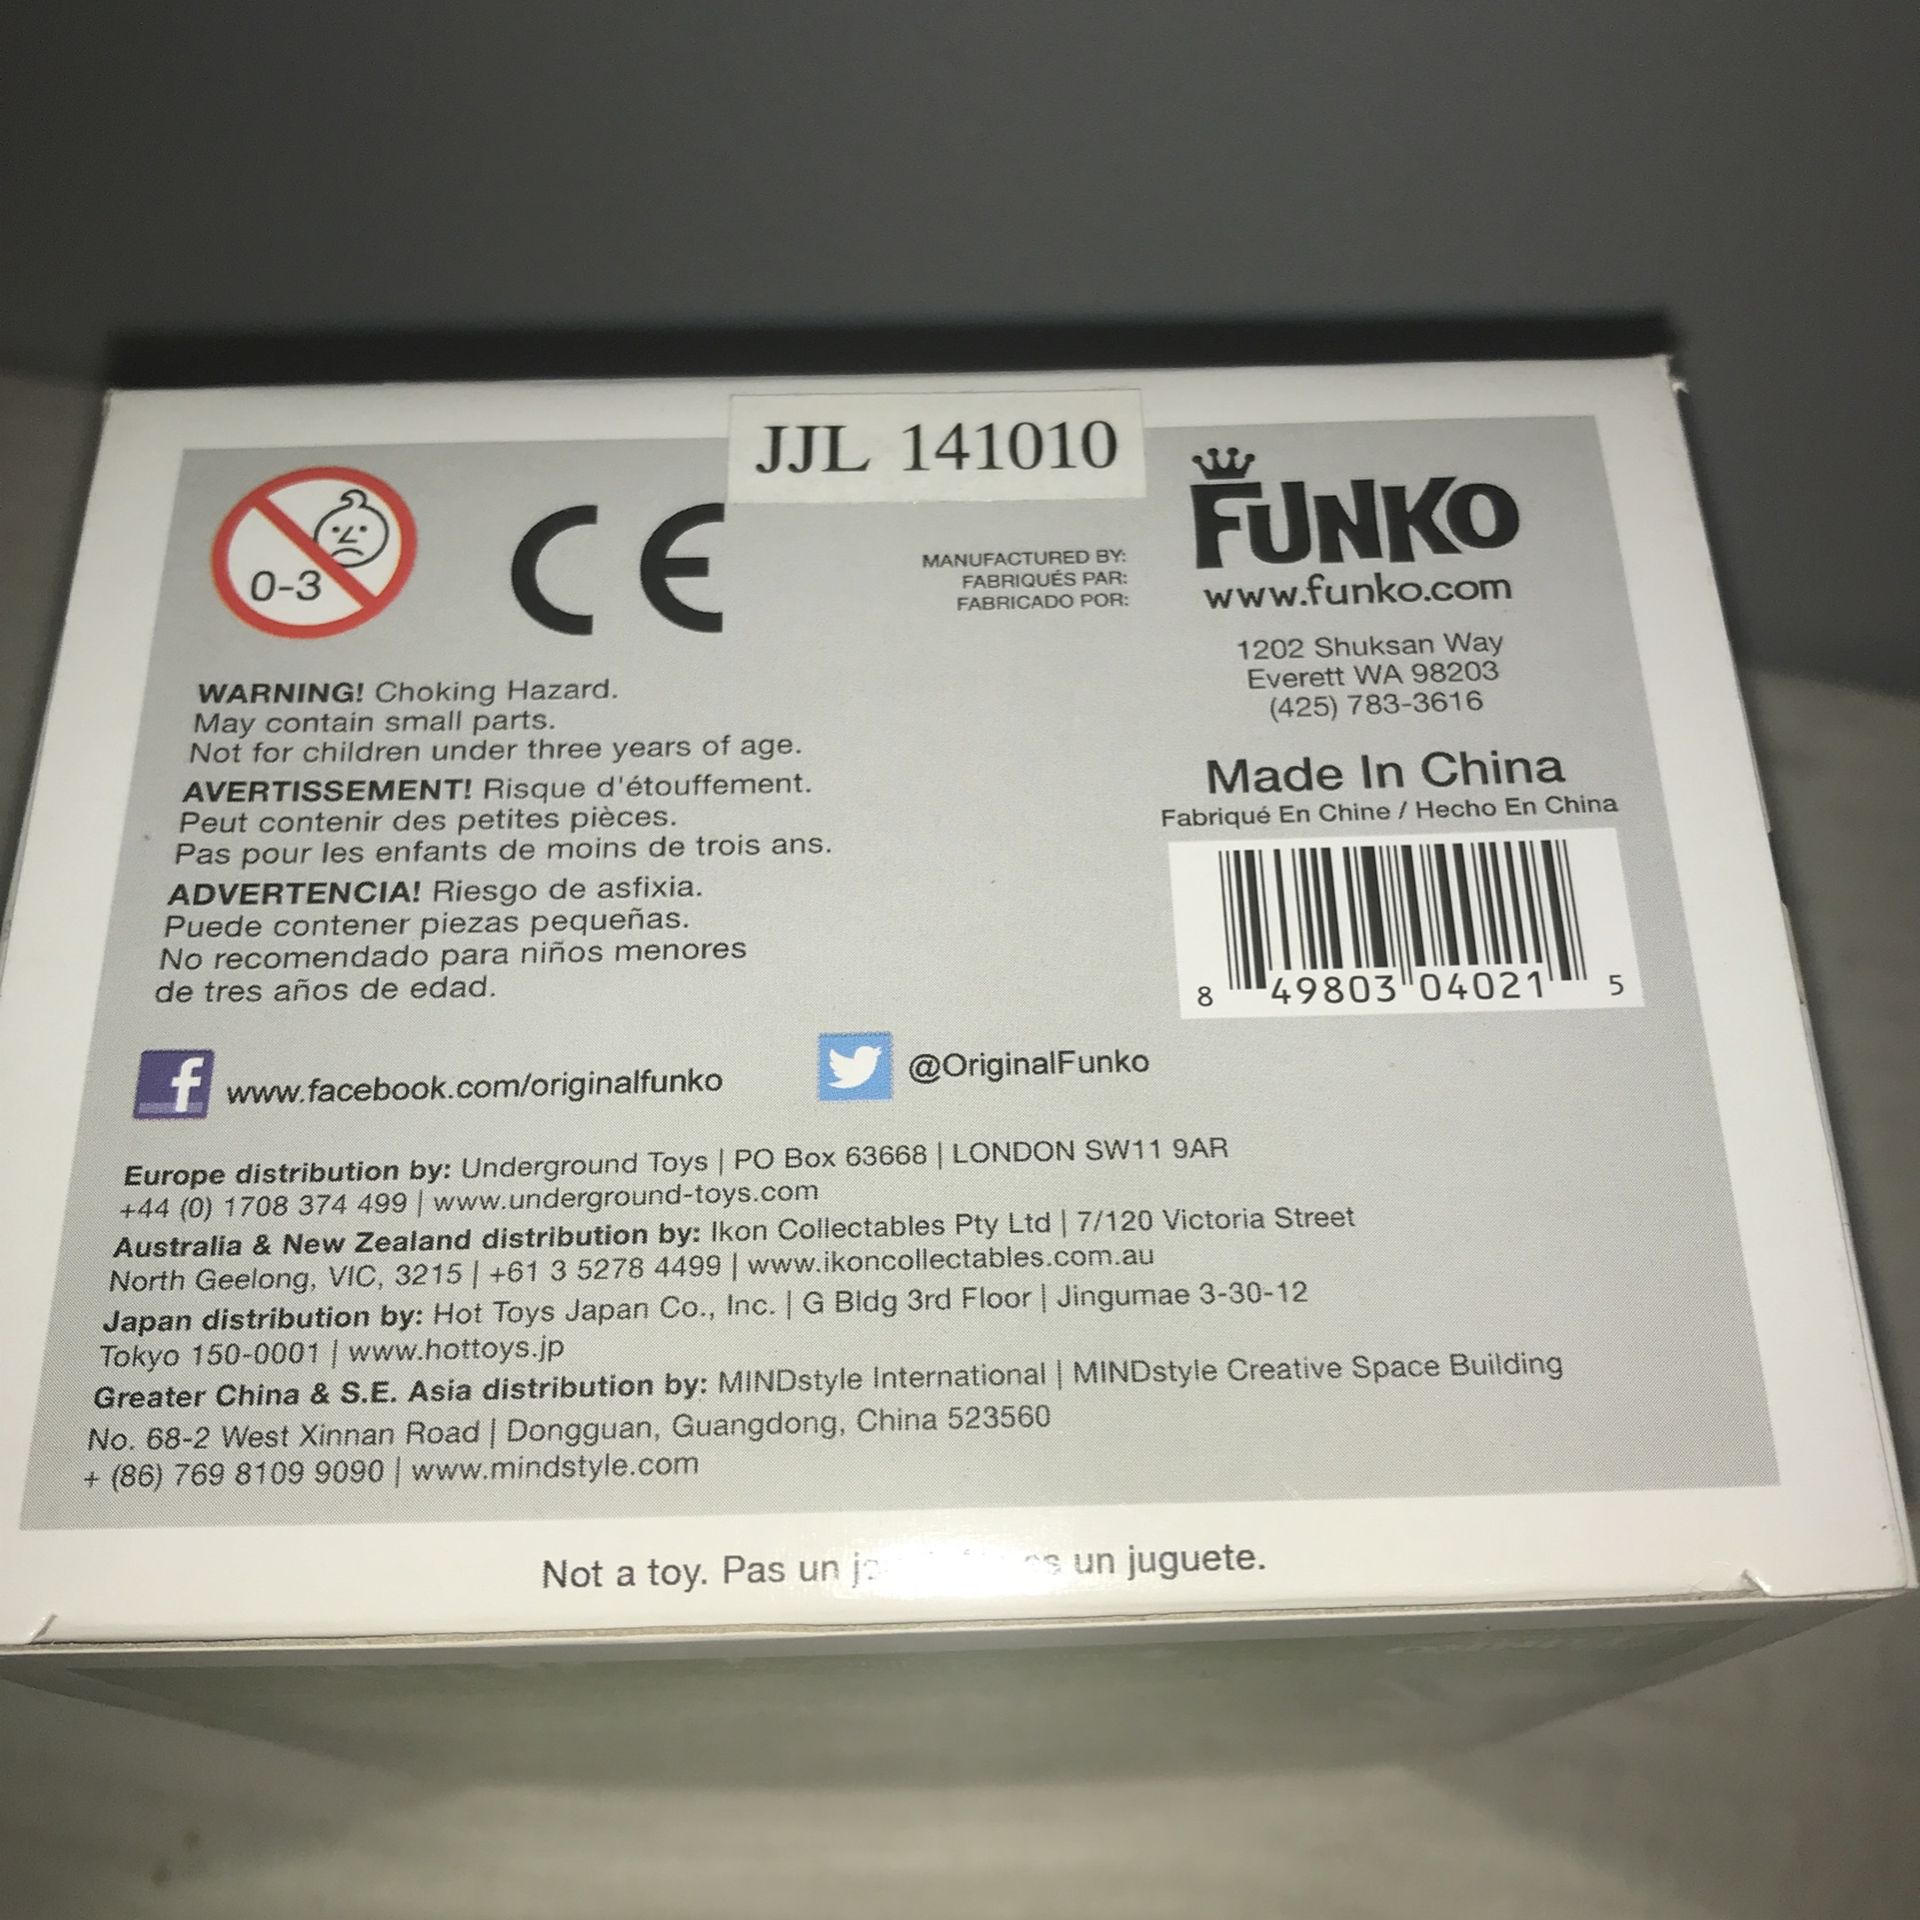 JJL 141010
0-3
CE
MANUFACTURED BY:
FABRIQUÉS PAR:
FABRICADO POR:
FUNKO
www.funko.com
1202 Shuksan Way
Everett WA 98203
(425) 783-3616
Made In China
Fabriqué En Chine / Hecho En China
8 49803 04021 5
WARNING! Choking Hazard.
May contain small parts.
Not for children under three years of age.
AVERTISSEMENT! Risque d'étouffement.
Peut contenir des petites pièces.
Pas pour les enfants de moins de trois ans.
ADVERTENCIA! Riesgo de asfixia.
Puede contener piezas pequeñas.
No recomendado para niños menores
de tres años de edad.
f www.facebook.com/originalfunko
@OriginalFunko
Europe distribution by: Underground Toys | PO Box 63668 | LONDON SW11 9AR
+44 (0) 1708 374 499 | www.underground-toys.com
Australia & New Zealand distribution by: Ikon Collectables Pty Ltd | 7/120 Victoria Street
North Geelong, VIC, 3215 | +61 3 5278 4499 | www.ikoncollectables.com.au
Japan distribution by: Hot Toys Japan Co., Inc. | G Bldg 3rd Floor | Jingumae 3-30-12
Tokyo 150-0001 | www.hottoys.jp
Greater China & S.E. Asia distribution by: MINDstyle International | MINDstyle Creative Space Building
No. 68-2 West Xinnan Road | Dongguan, Guangdong, China 523560
+ (86) 769 8109 9090 | www.mindstyle.com
Not a toy. Pas un un juguete.